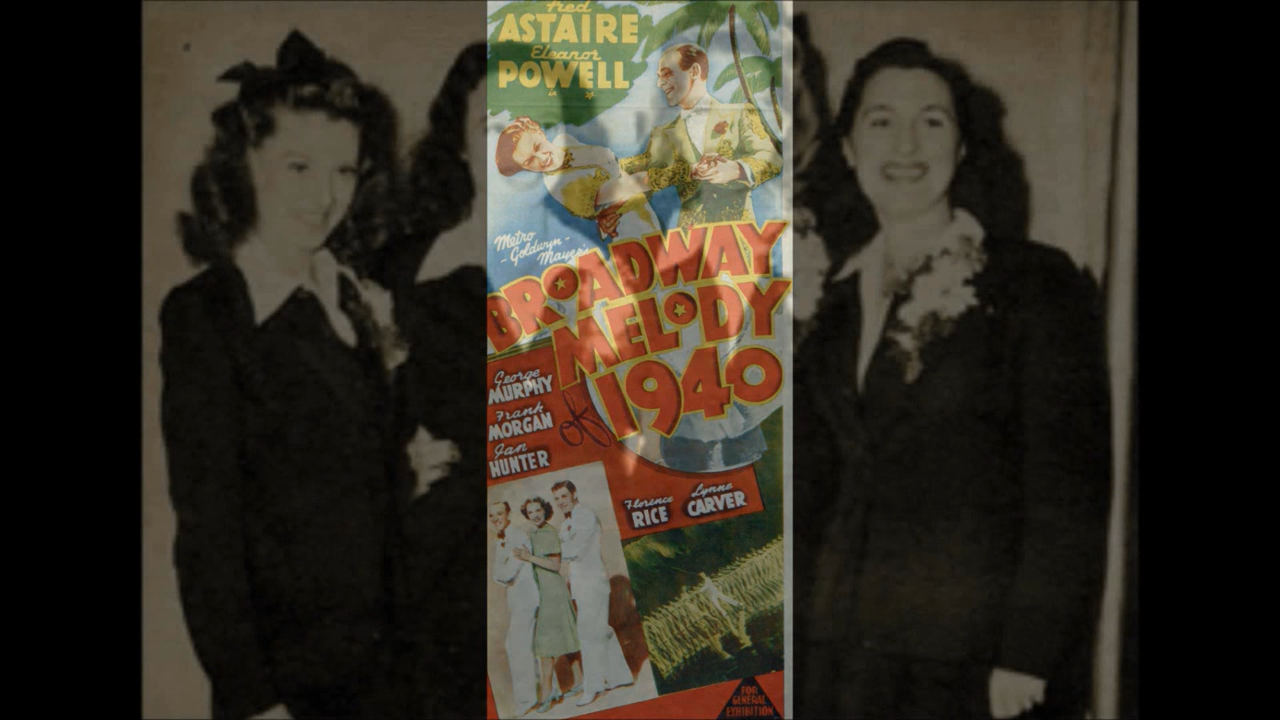 Fred
ASTAIRE
Eleanor
POWELL
in
Metro
-Goldwyn-
Mayer's
BROADWAY
MELODY
of 1940
George
MURPHY
Frank
MORGAN
Ian
HUNTER
Florence
RICE
Lynne
CARVER
FOR
GENERAL
EXHIBITION